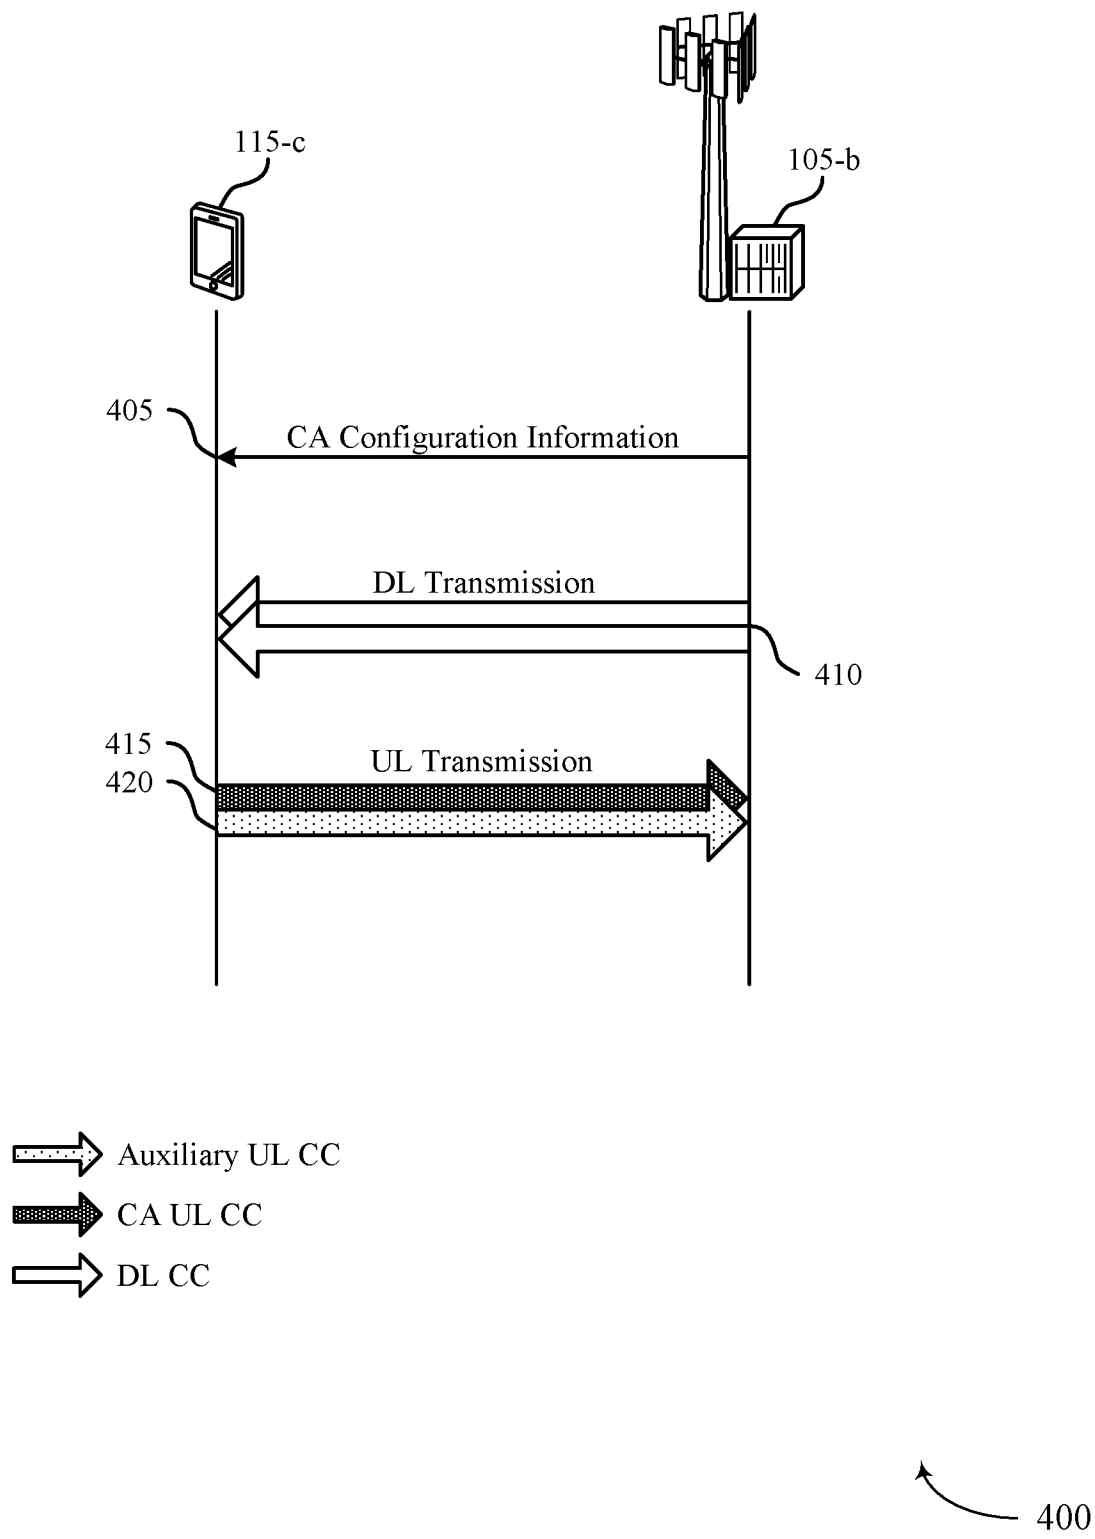 115-c
105-b
405
CA Configuration Information
DL Transmission
410
415
UL Transmission
420
Auxiliary UL CC
CA UL CC
DL CC
400